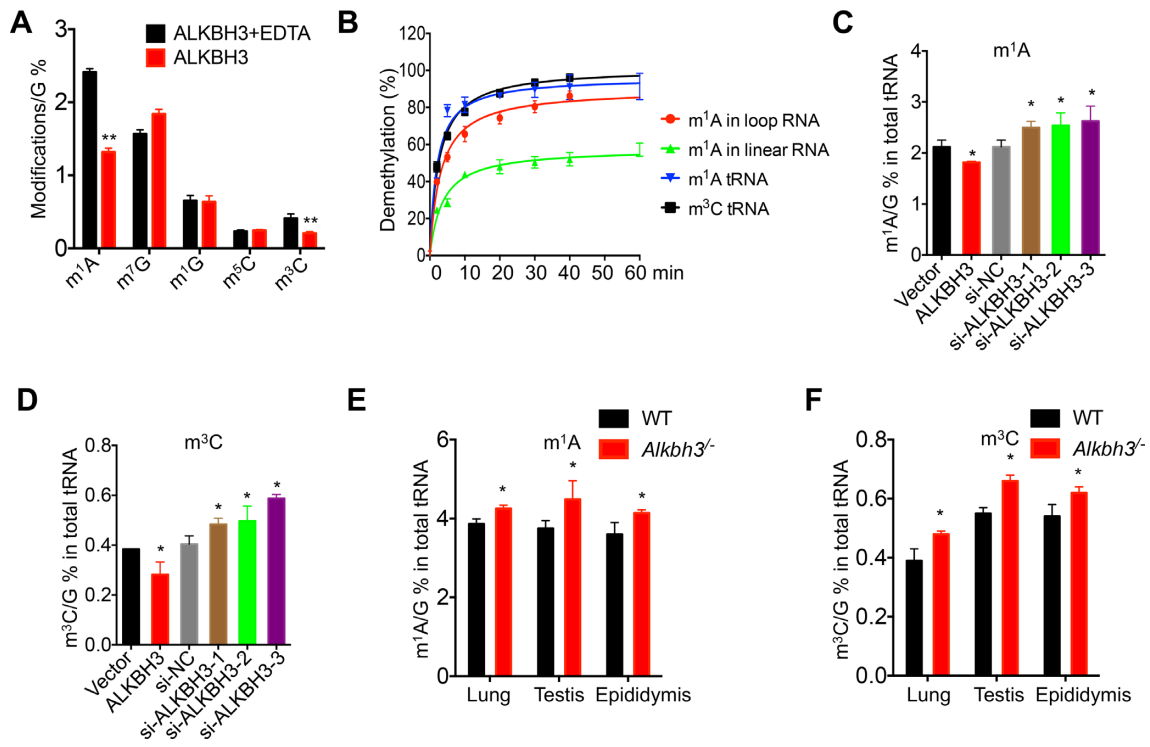 A
Modifications/G %
3
2
1
0
ALKBH3+EDTA
ALKBH3
**
**
m¹A
m⁷G
m¹G
m⁵C
m³C
B
Demethylation (%)
120
100
80
60
40
20
0
0 10 20 30 40 50 60 min
m¹A in loop RNA
m¹A in linear RNA
m¹A tRNA
m³C tRNA
C
m¹A
m¹A/G % in total tRNA
4
3
2
1
0
* * * *
Vector
ALKBH3
si-NC
si-ALKBH3-1
si-ALKBH3-2
si-ALKBH3-3
D
m³C
m³C/G % in total tRNA
0.8
0.6
0.4
0.2
0.0
* * * *
Vector
ALKBH3
si-NC
si-ALKBH3-1
si-ALKBH3-2
si-ALKBH3-3
E
WT
Alkbh3⁄⁻
m¹A
m¹A/G % in total tRNA
6
4
2
0
* * *
Lung Testis Epididymis
F
WT
Alkbh3⁄⁻
m³C
m³C/G % in total tRNA
0.8
0.6
0.4
0.2
0.0
* * *
Lung Testis Epididymis